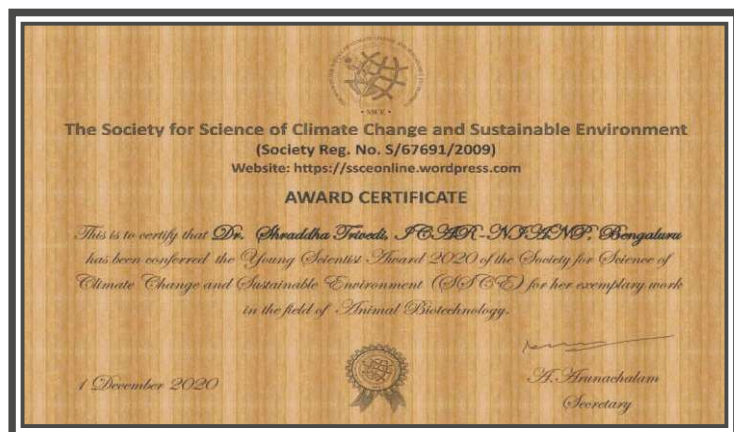 • SSCE •
The Society for Science of Climate Change and Sustainable Environment
(Society Reg. No. S/67691/2009)
Website: https://ssceonline.wordpress.com
AWARD CERTIFICATE
This is to certify that Dr. Shraddha Trivedi, ICAR-NIANP, Bengaluru
has been conferred the Young Scientist Award 2020 of the Society for Science of
Climate Change and Sustainable Environment (SSCE) for her exemplary work
in the field of Animal Biotechnology.
1 December 2020
A. Arunachalam
Secretary